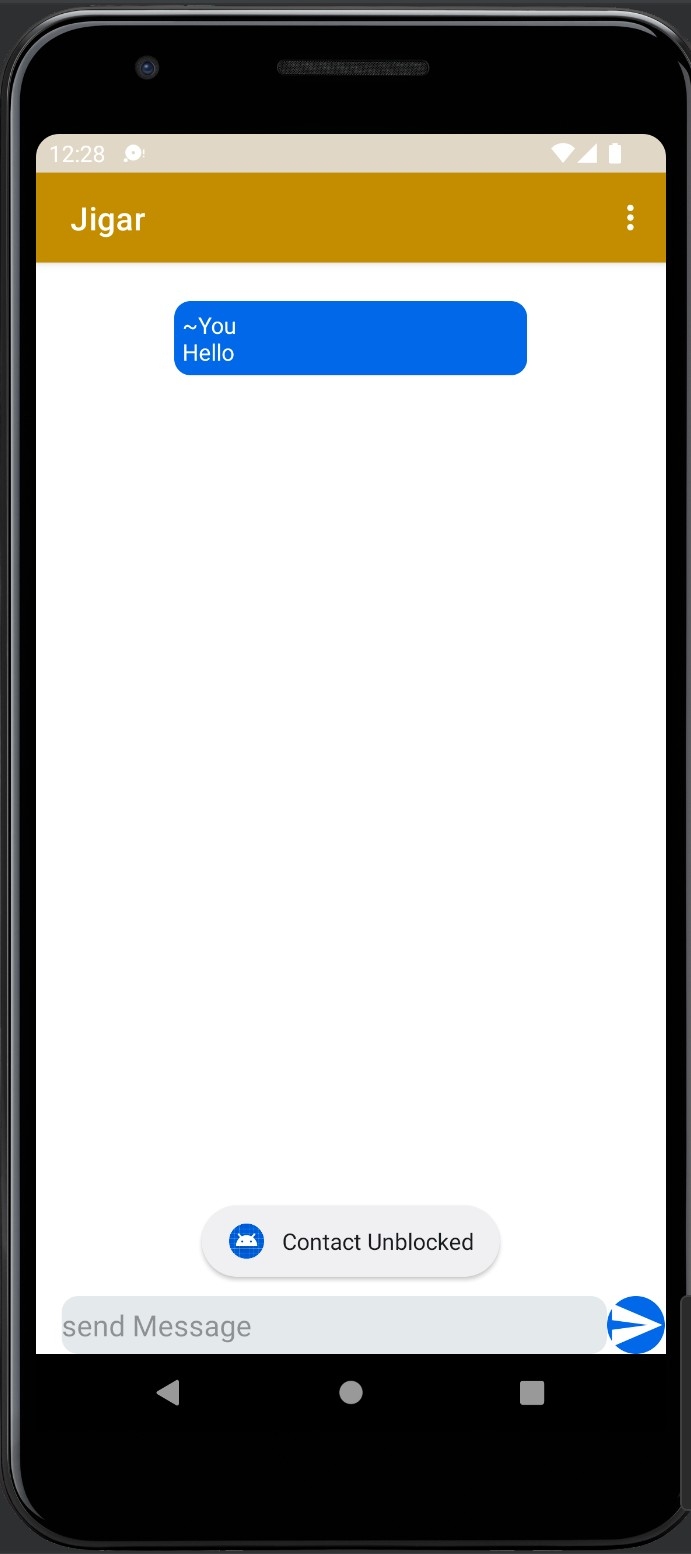 12:28
Jigar
~You
Hello
Contact Unblocked
send Message